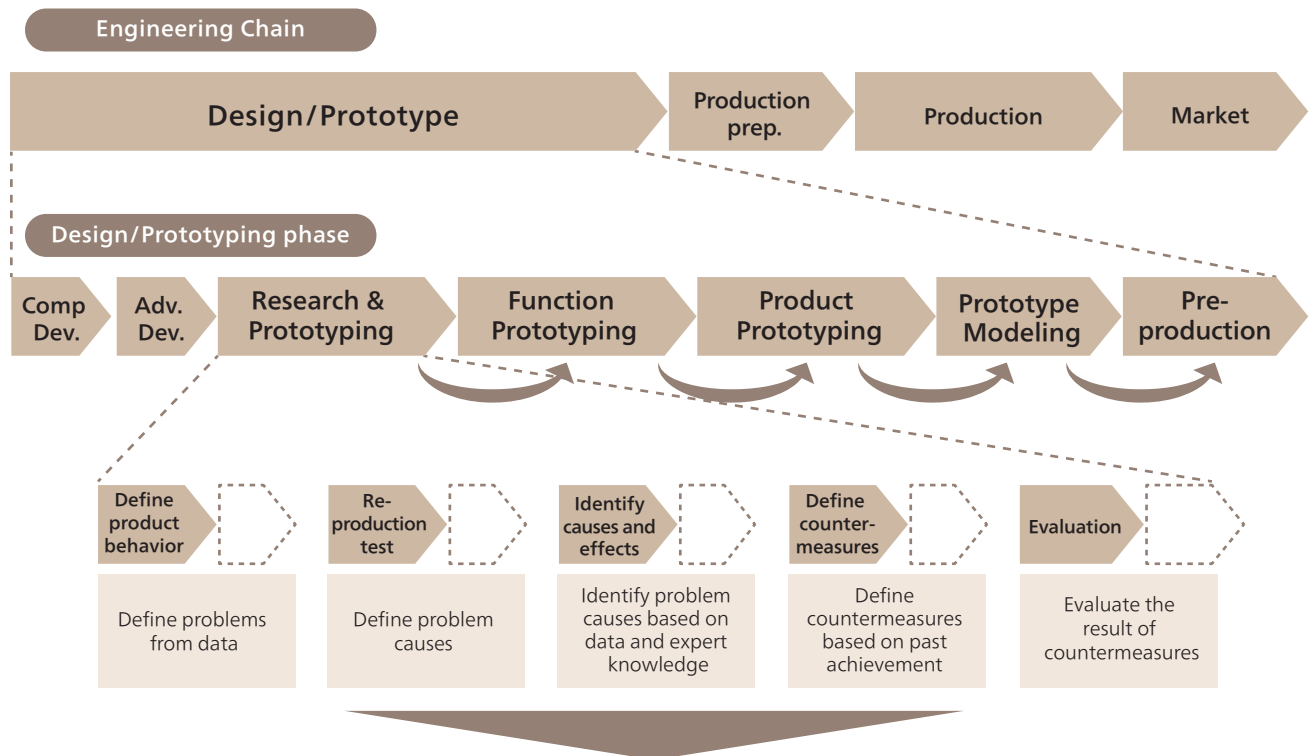 Engineering Chain
Design/Prototype
Production
prep.
Production
Market
Design/Prototyping phase
Comp
Dev.
Adv.
Dev.
Research &
Prototyping
Function
Prototyping
Product
Prototyping
Prototype
Modeling
Pre-
production
Define
product
behavior
Re-
production
test
Identify
causes and
effects
Define
counter-
measures
Evaluation
Define problems
from data
Define problem
causes
Identify problem
causes based on
data and expert
knowledge
Define
countermeasures
based on past
achievement
Evaluate the
result of
countermeasures